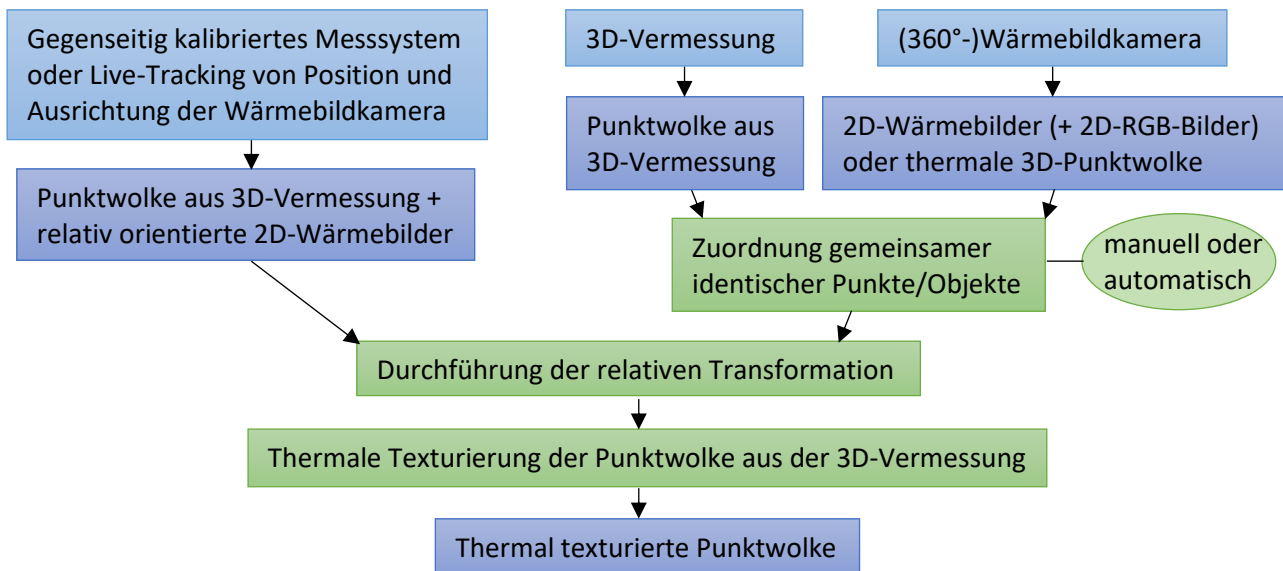 Gegenseitig kalibriertes Messsystem
oder Live-Tracking von Position und
Ausrichtung der Wärmebildkamera
3D-Vermessung
(360°-)Wärmebildkamera
Punktwolke aus
3D-Vermessung
2D-Wärmebilder (+ 2D-RGB-Bilder)
oder thermale 3D-Punktwolke
Punktwolke aus 3D-Vermessung +
relativ orientierte 2D-Wärmebilder
Zuordnung gemeinsamer
identischer Punkte/Objekte
manuell oder
automatisch
Durchführung der relativen Transformation
Thermale Texturierung der Punktwolke aus der 3D-Vermessung
Thermal texturierte Punktwolke